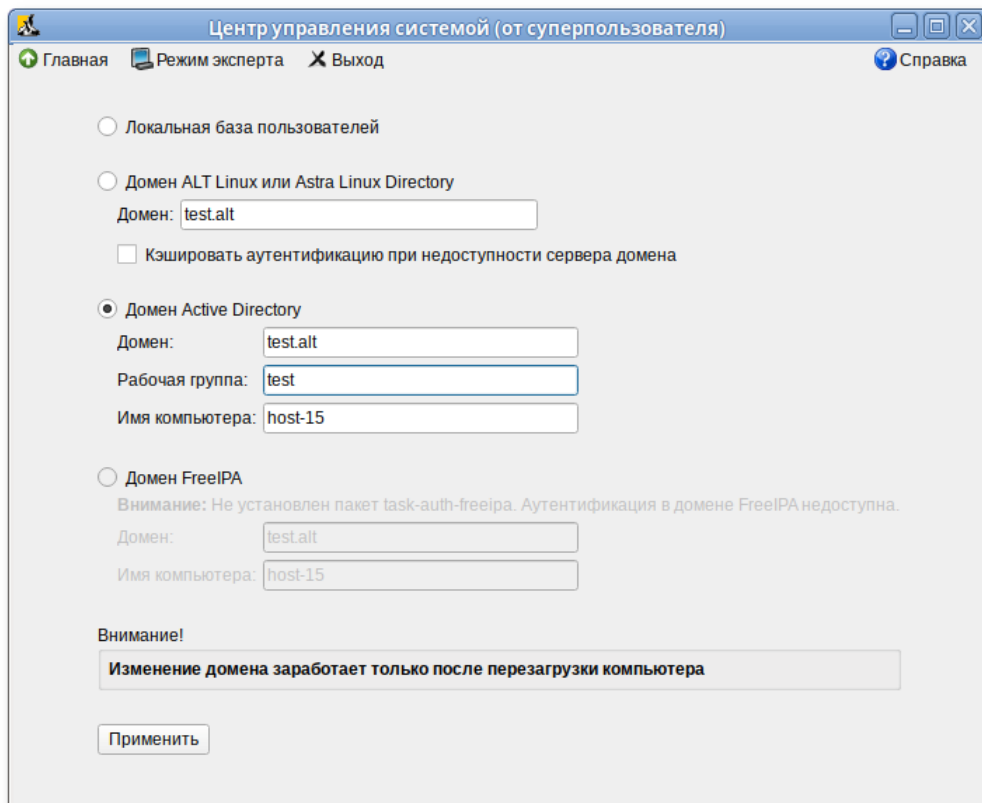 Центр управления системой (от суперпользователя)
Главная Режим эксперта Выход Справка
Локальная база пользователей
Домен ALT Linux или Astra Linux Directory
Домен: test.alt
Кэшировать аутентификацию при недоступности сервера домена
Домен Active Directory
Домен: test.alt
Рабочая группа: test
Имя компьютера: host-15
Домен FreeIPA
Внимание: Не установлен пакет task-auth-freeipa. Аутентификация в домене FreeIPA недоступна.
Домен: test.alt
Имя компьютера: host-15
Внимание!
Изменение домена заработает только после перезагрузки компьютера
Применить